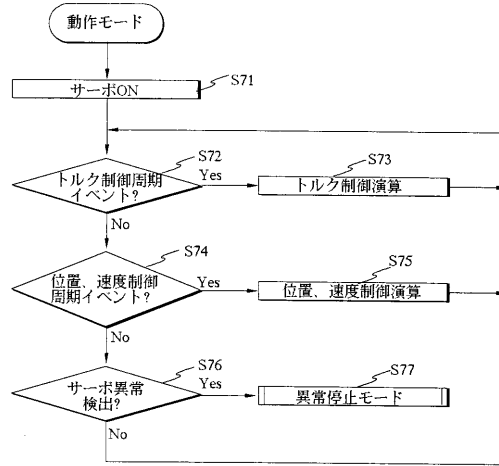 動作モード
S71
サーボON
S72
S73
トルク制御周期
イベント?
Yes
トルク制御演算
No
S74
S75
位置、速度制御
周期イベント?
Yes
位置、速度制御演算
No
S76
S77
サーボ異常
検出?
Yes
異常停止モード
No